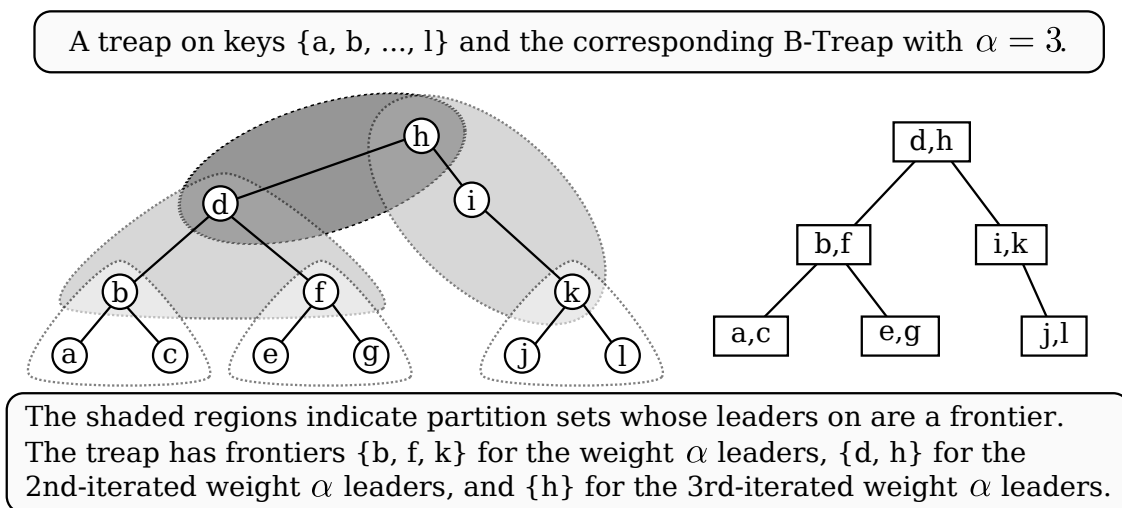 A treap on keys {a, b, ..., l} and the corresponding B-Treap with α = 3.
h
d
i
b
f
k
a
c
e
g
j
l
d,h
b,f
i,k
a,c
e,g
j,l
The shaded regions indicate partition sets whose leaders on are a frontier.
The treap has frontiers {b, f, k} for the weight α leaders, {d, h} for the
2nd-iterated weight α leaders, and {h} for the 3rd-iterated weight α leaders.